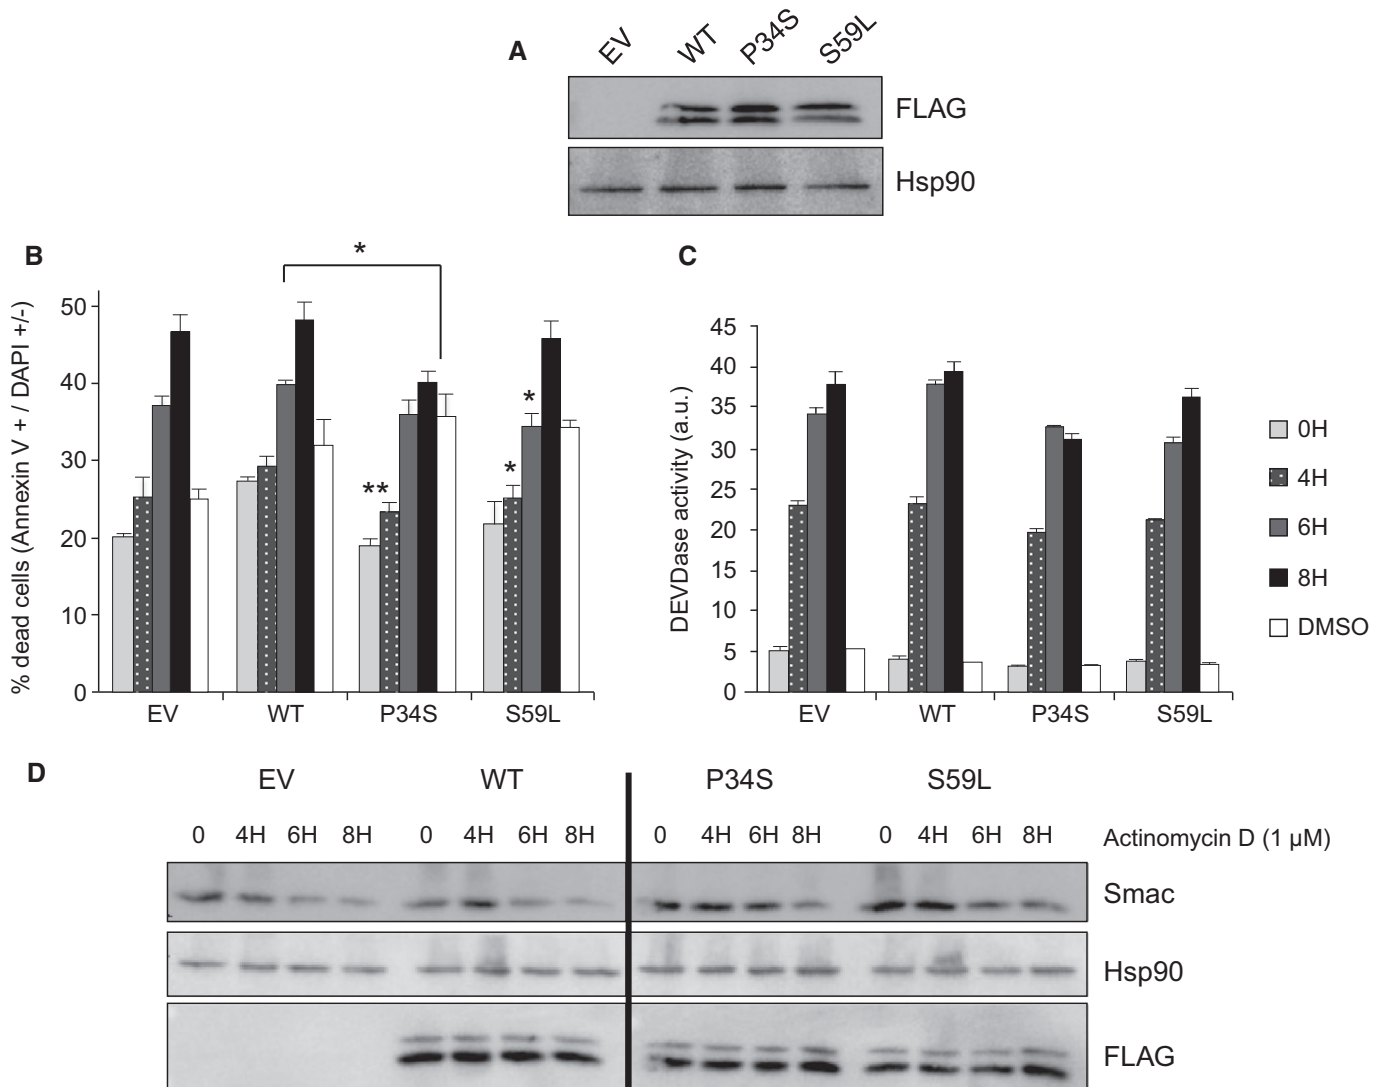 A
EV WT P34S S59L
FLAG
Hsp90
B
% dead cells (Annexin V + / DAPI +/-)
50
40
30
20
10
0
*
**
*
*
EV WT P34S S59L
C
DEVDase activity (a.u.)
45
40
35
30
25
20
15
10
5
0
EV WT P34S S59L
0H
4H
6H
8H
DMSO
D
EV WT P34S S59L
0 4H 6H 8H 0 4H 6H 8H 0 4H 6H 8H 0 4H 6H 8H Actinomycin D (1 µM)
Smac
Hsp90
FLAG